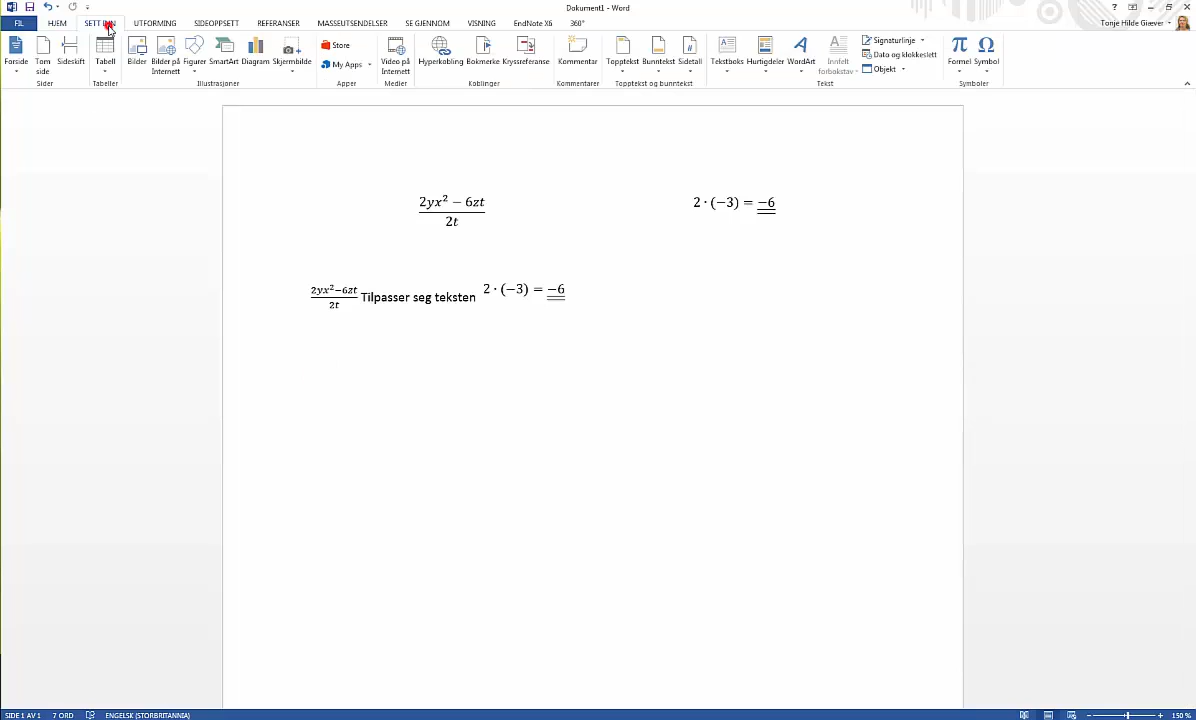 Dokument1 - Word
FIL HJEM SETT INN UTFORMING SIDEOPPSETT REFERANSER MASSEUTSENDELSER SE GJENNOM VISNING EndNote X6 360° Tonje Hilde Giæver
Forside Tom side Sideskift Tabell Bilder Bilder på Internett Figurer SmartArt Diagram Skjermbilde Store My Apps Video på Internett Hyperkobling Bokmerke Kryssreferanse Kommentar Topptekst Bunntekst Sidetall Tekstboks Hurtigdeler WordArt Innfelt forbokstav Signaturlinje Dato og klokkeslett Objekt Formel Symbol
Sider Tabeller Illustrasjoner Apper Medier Koblinger Kommentarer Topptekst og bunntekst Tekst Symboler
(2yx² − 6zt)/2t 2 · (−3) = −6
(2yx²−6zt)/2t Tilpasser seg teksten 2 · (−3) = −6
SIDE 1 AV 1 7 ORD ENGELSK (STORBRITANNIA) 150 %